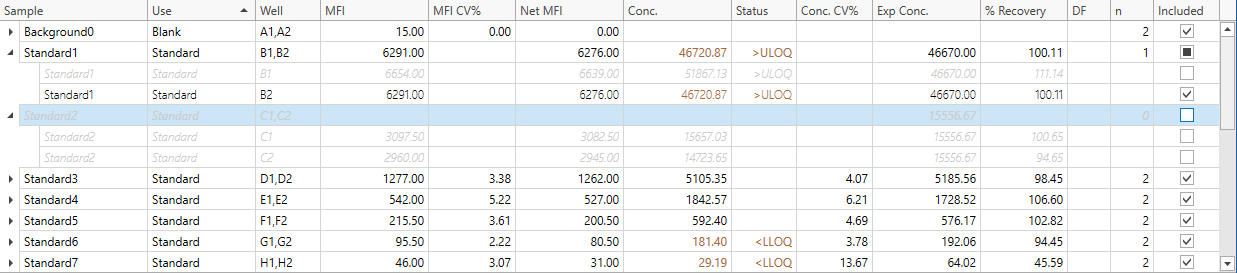 Sample Use Well MFI MFI CV% Net MFI Conc. Status Conc. CV% Exp Conc. % Recovery DF n Included
Background0 Blank A1,A2 15.00 0.00 0.00 2
Standard1 Standard B1,B2 6291.00 6276.00 46720.87 >ULOQ 46670.00 100.11 1
Standard1 Standard B1 6654.00 6639.00 51867.13 >ULOQ 46670.00 111.14
Standard1 Standard B2 6291.00 6276.00 46720.87 >ULOQ 46670.00 100.11
Standard2 Standard C1,C2 15556.67 0
Standard2 Standard C1 3097.50 3082.50 15657.03 15556.67 100.65
Standard2 Standard C2 2960.00 2945.00 14723.65 15556.67 94.65
Standard3 Standard D1,D2 1277.00 3.38 1262.00 5105.35 4.07 5185.56 98.45 2
Standard4 Standard E1,E2 542.00 5.22 527.00 1842.57 6.21 1728.52 106.60 2
Standard5 Standard F1,F2 215.50 3.61 200.50 592.40 4.69 576.17 102.82 2
Standard6 Standard G1,G2 95.50 2.22 80.50 181.40 <LLOQ 3.78 192.06 94.45 2
Standard7 Standard H1,H2 46.00 3.07 31.00 29.19 <LLOQ 13.67 64.02 45.59 2